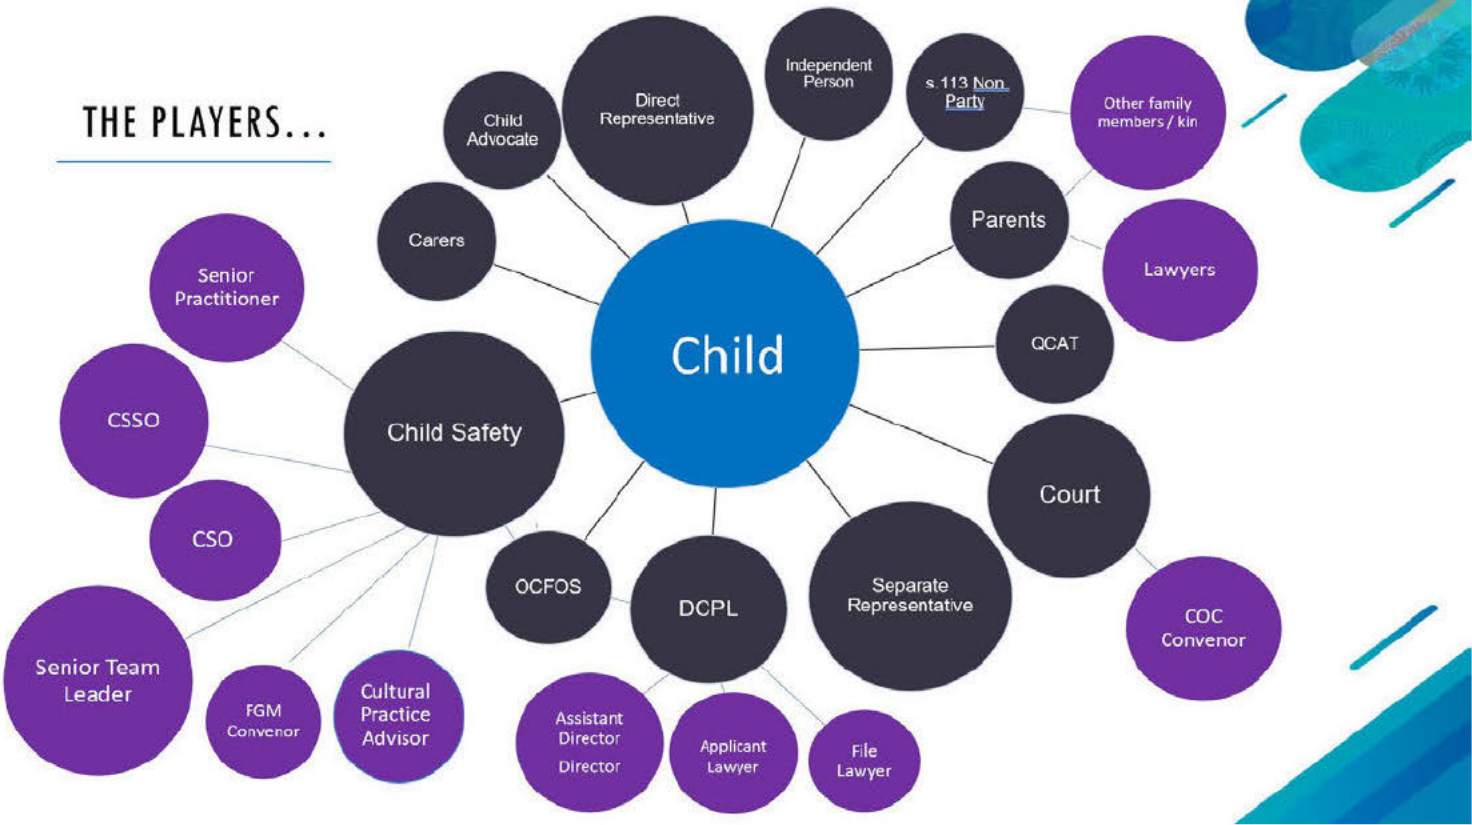 THE PLAYERS...
Child
Advocate
Direct
Representative
Independent
Person
s.113 Non
Party
Other family
members / kin
Carers
Parents
Lawyers
Senior
Practitioner
QCAT
Child
CSSO
Child Safety
Court
CSO
OCFOS
DCPL
Separate
Representative
COC
Convenor
Senior Team
Leader
FGM
Convenor
Cultural
Practice
Advisor
Assistant
Director
Director
Applicant
Lawyer
File
Lawyer